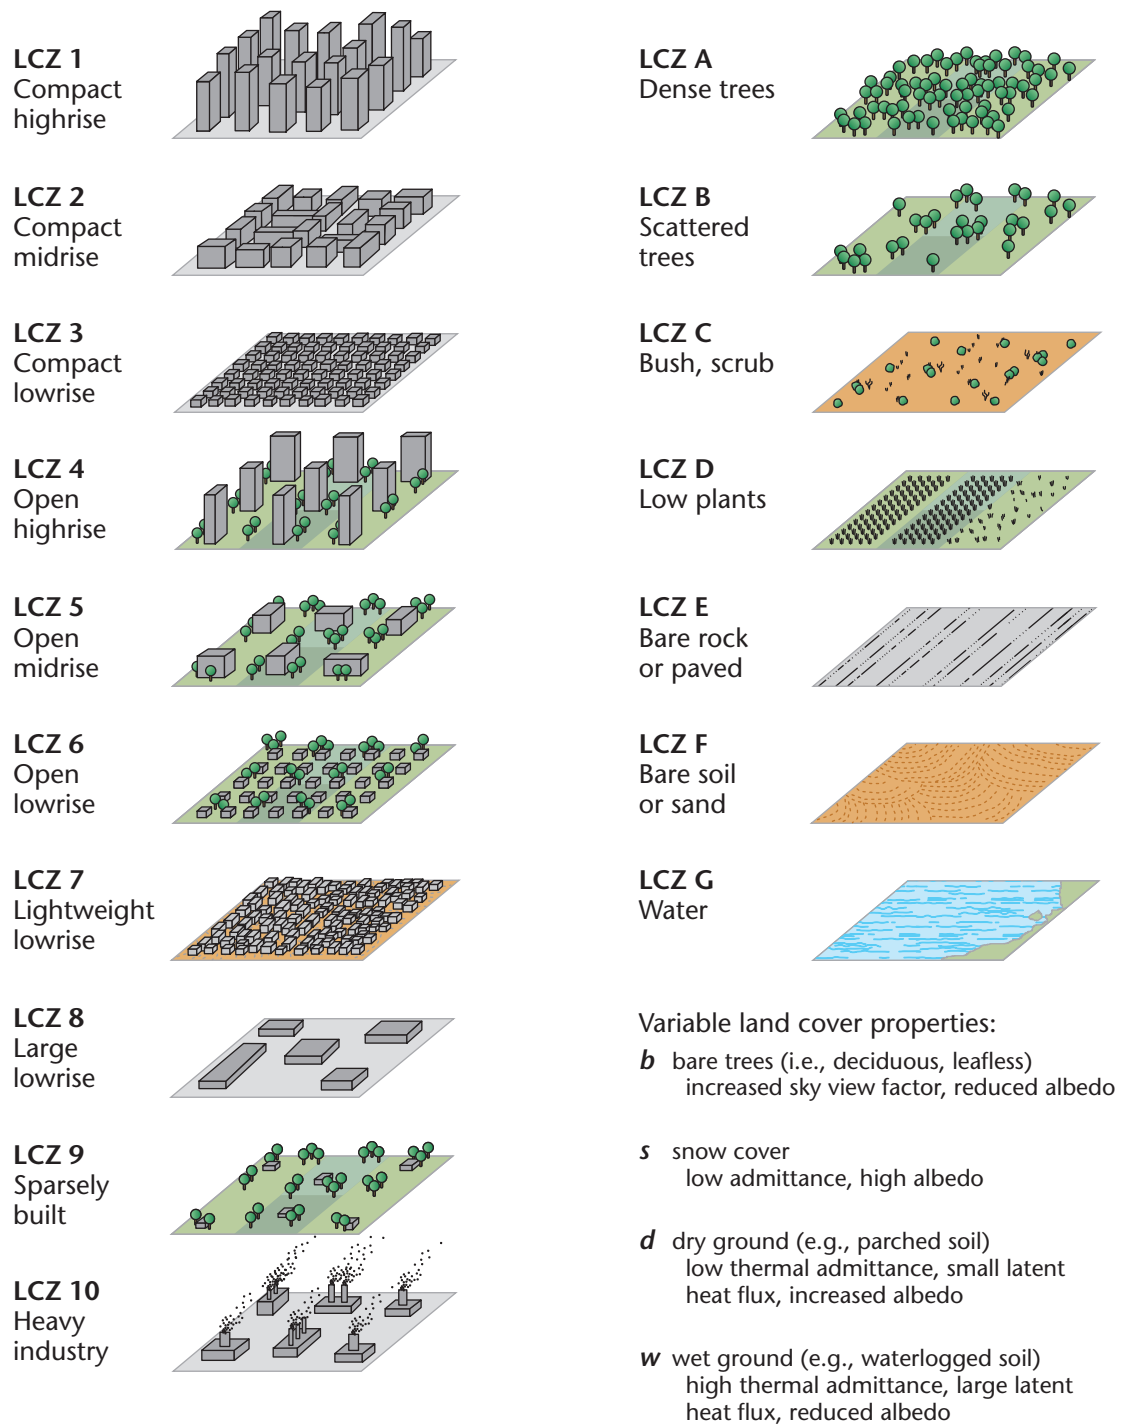 LCZ 1
Compact
highrise
LCZ 2
Compact
midrise
LCZ 3
Compact
lowrise
LCZ 4
Open
highrise
LCZ 5
Open
midrise
LCZ 6
Open
lowrise
LCZ 7
Lightweight
lowrise
LCZ 8
Large
lowrise
LCZ 9
Sparsely
built
LCZ 10
Heavy
industry
LCZ A
Dense trees
LCZ B
Scattered
trees
LCZ C
Bush, scrub
LCZ D
Low plants
LCZ E
Bare rock
or paved
LCZ F
Bare soil
or sand
LCZ G
Water
Variable land cover properties:
b bare trees (i.e., deciduous, leafless)
increased sky view factor, reduced albedo
s snow cover
low admittance, high albedo
d dry ground (e.g., parched soil)
low thermal admittance, small latent
heat flux, increased albedo
w wet ground (e.g., waterlogged soil)
high thermal admittance, large latent
heat flux, reduced albedo